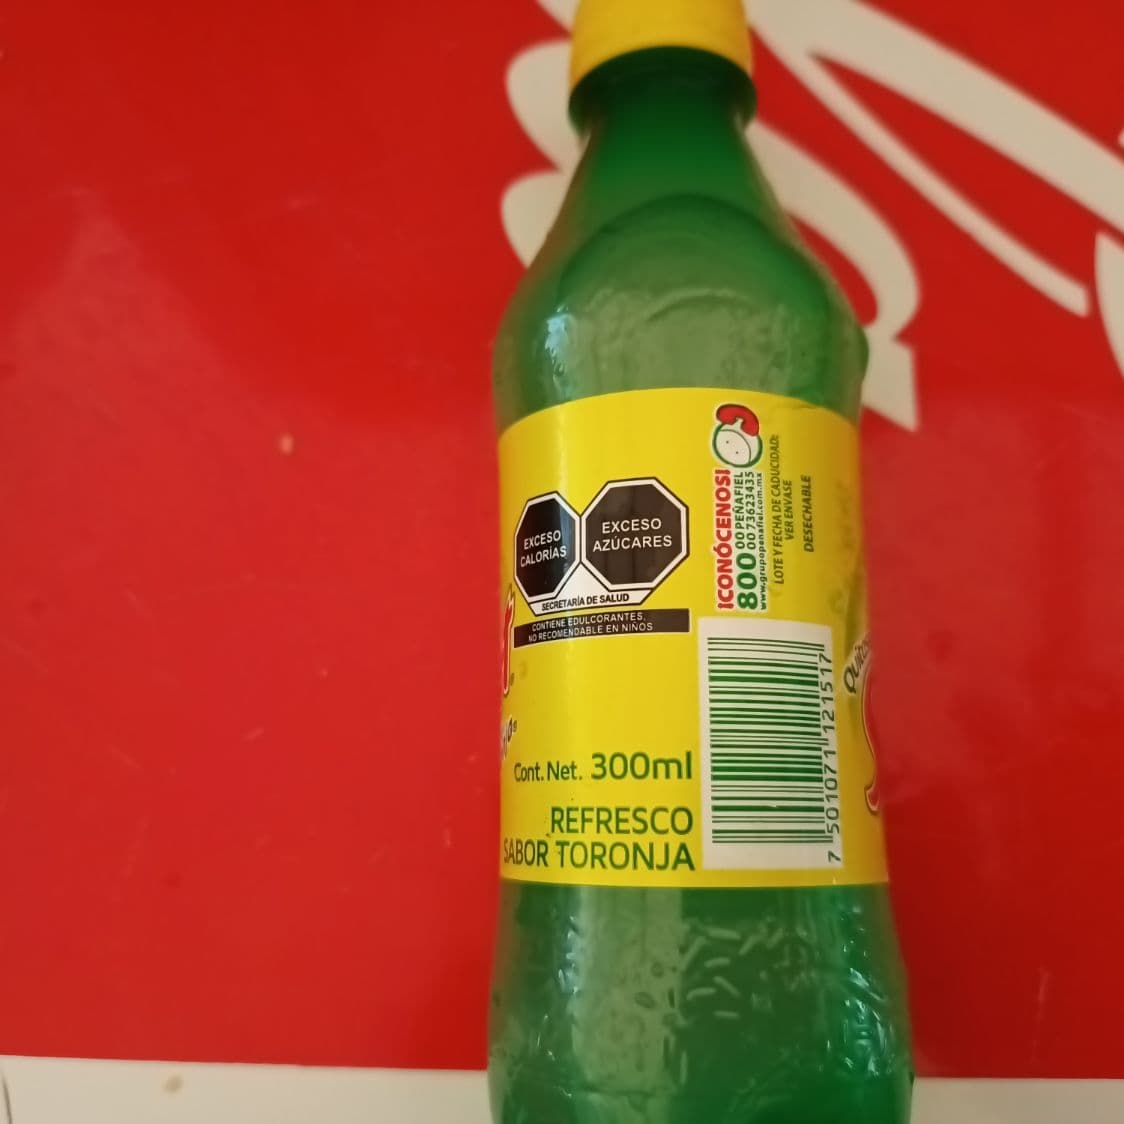 EXCESO
CALORÍAS
EXCESO
AZÚCARES
SECRETARÍA DE SALUD
CONTIENE EDULCORANTES,
NO RECOMENDABLE EN NIÑOS
Cont. Net. 300ml
REFRESCO
SABOR TORONJA
¡CONÓCENOS!
800 00 PEÑAFIEL
00 73623435
www.grupopenafiel.com.mx
LOTE Y FECHA DE CADUCIDAD:
VER ENVASE
DESECHABLE
7 501071 121517